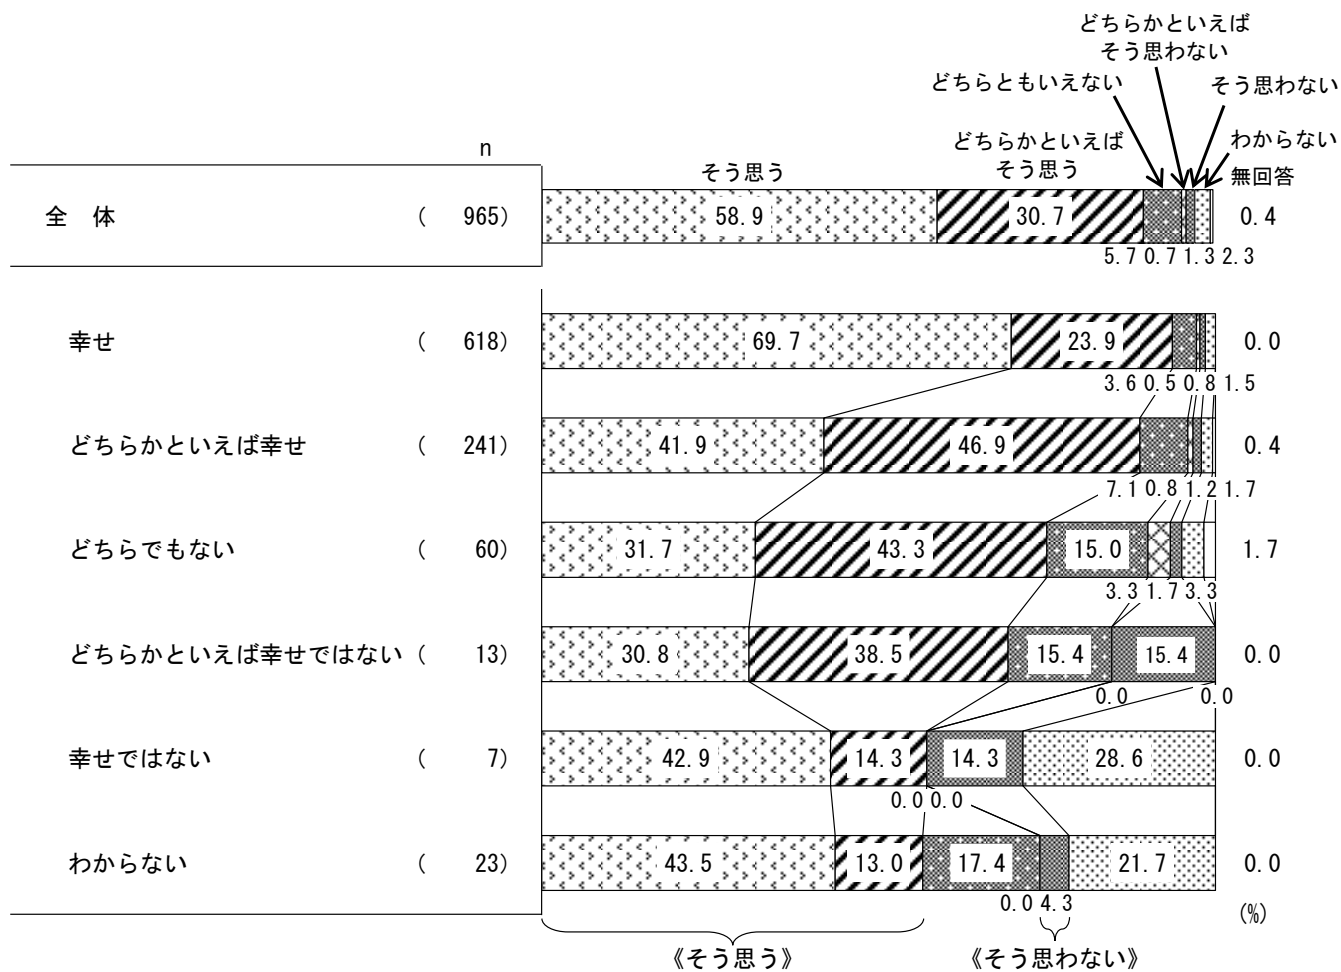 どちらかといえば
そう思わない
どちらともいえない そう思わない
n どちらかといえば わからない
そう思う そう思う 無回答
全 体 ( 965) 58.9 30.7 0.4
5.7 0.7 1.3 2.3
幸せ ( 618) 69.7 23.9 0.0
3.6 0.5 0.8 1.5
どちらかといえば幸せ ( 241) 41.9 46.9 0.4
7.1 0.8 1.2 1.7
どちらでもない ( 60) 31.7 43.3 15.0 1.7
3.3 1.7 3.3
どちらかといえば幸せではない ( 13) 30.8 38.5 15.4 15.4 0.0
0.0 0.0
幸せではない ( 7) 42.9 14.3 14.3 28.6 0.0
0.0 0.0
わからない ( 23) 43.5 13.0 17.4 21.7 0.0
0.0 4.3 (%)
《そう思う》 《そう思わない》